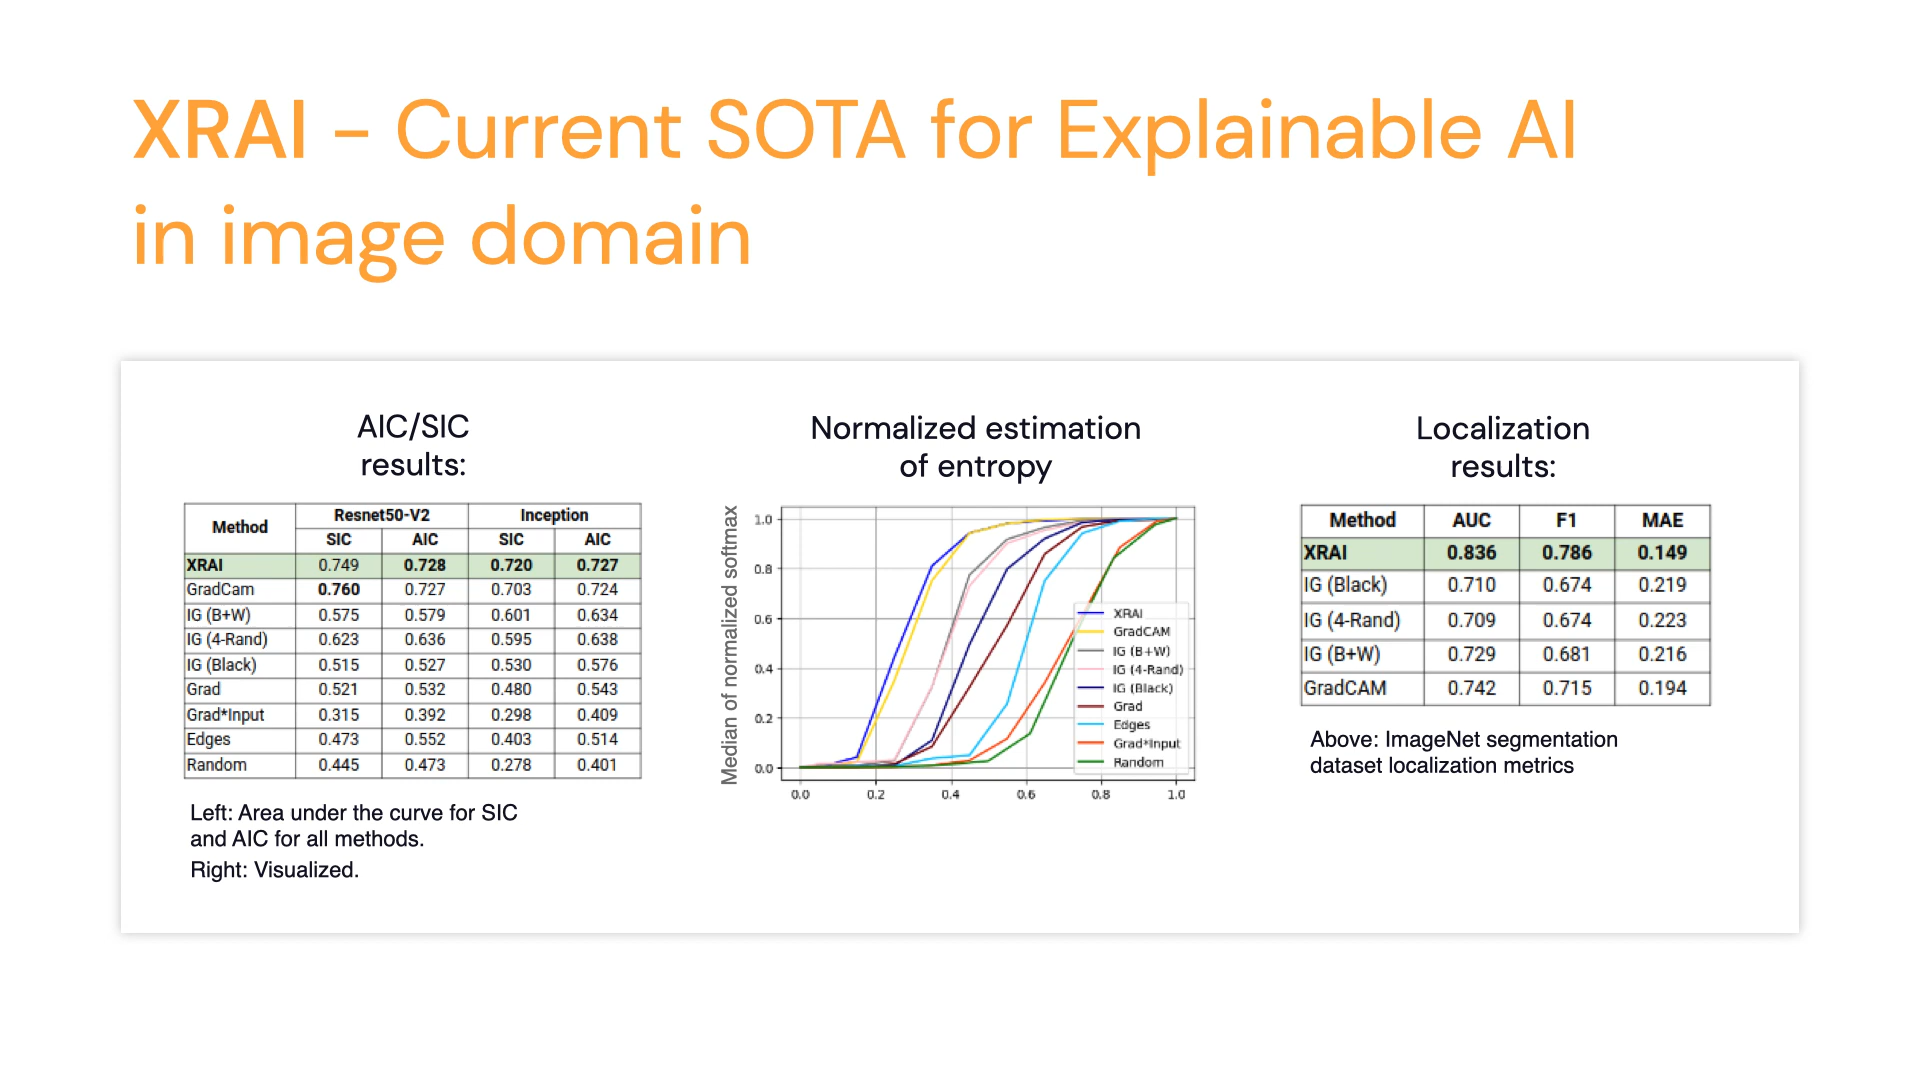 XRAI - Current SOTA for Explainable AI
in image domain
AIC/SIC
results:
Method Resnet50-V2 Inception
SIC AIC SIC AIC
XRAI 0.749 0.728 0.720 0.727
GradCam 0.760 0.727 0.703 0.724
IG (B+W) 0.575 0.579 0.601 0.634
IG (4-Rand) 0.623 0.636 0.595 0.638
IG (Black) 0.515 0.527 0.530 0.576
Grad 0.521 0.532 0.480 0.543
Grad*Input 0.315 0.392 0.298 0.409
Edges 0.473 0.552 0.403 0.514
Random 0.445 0.473 0.278 0.401
Left: Area under the curve for SIC
and AIC for all methods.
Right: Visualized.
Normalized estimation
of entropy
Median of normalized softmax
1.0
0.8
0.6
0.4
0.2
0.0
0.0 0.2 0.4 0.6 0.8 1.0
XRAI
GradCAM
IG (B+W)
IG (4-Rand)
IG (Black)
Grad
Edges
Grad*Input
Random
Localization
results:
Method AUC F1 MAE
XRAI 0.836 0.786 0.149
IG (Black) 0.710 0.674 0.219
IG (4-Rand) 0.709 0.674 0.223
IG (B+W) 0.729 0.681 0.216
GradCAM 0.742 0.715 0.194
Above: ImageNet segmentation
dataset localization metrics